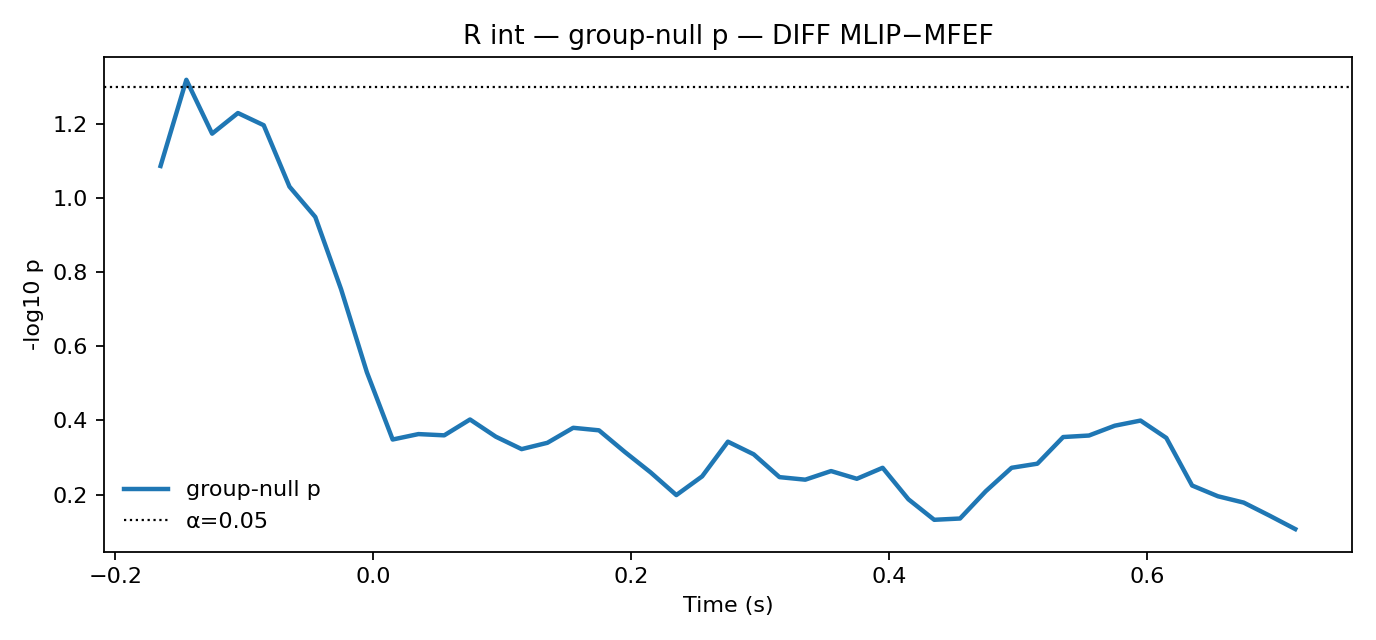 R int — group-null p — DIFF MLIP−MFEF
-log10 p
1.2
1.0
0.8
0.6
0.4
0.2
group-null p
α=0.05
−0.2
0.0
0.2
0.4
0.6
Time (s)